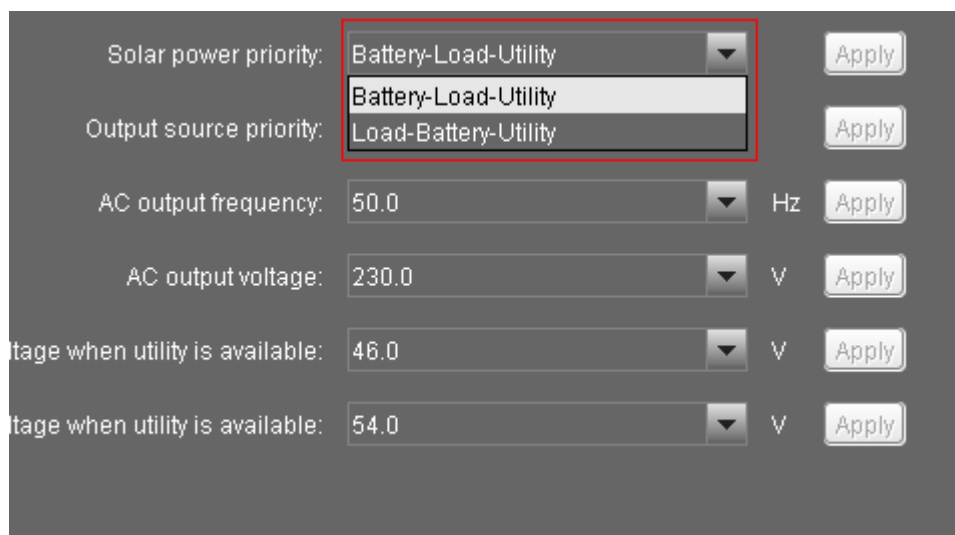 Solar power priority: Battery-Load-Utility Apply
Battery-Load-Utility
Output source priority: Load-Battery-Utility Apply
AC output frequency: 50.0 Hz Apply
AC output voltage: 230.0 V Apply
ltage when utility is available: 46.0 V Apply
ltage when utility is available: 54.0 V Apply